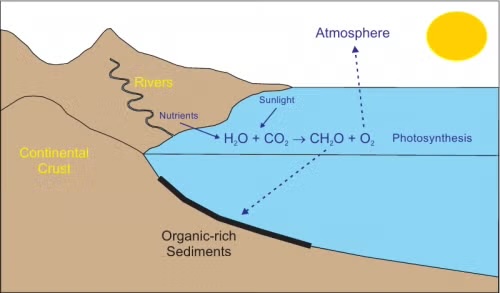 Atmosphere
Rivers
Sunlight
Nutrients
H₂O + CO₂ → CH₂O + O₂
Photosynthesis
Continental
Crust
Organic-rich
Sediments